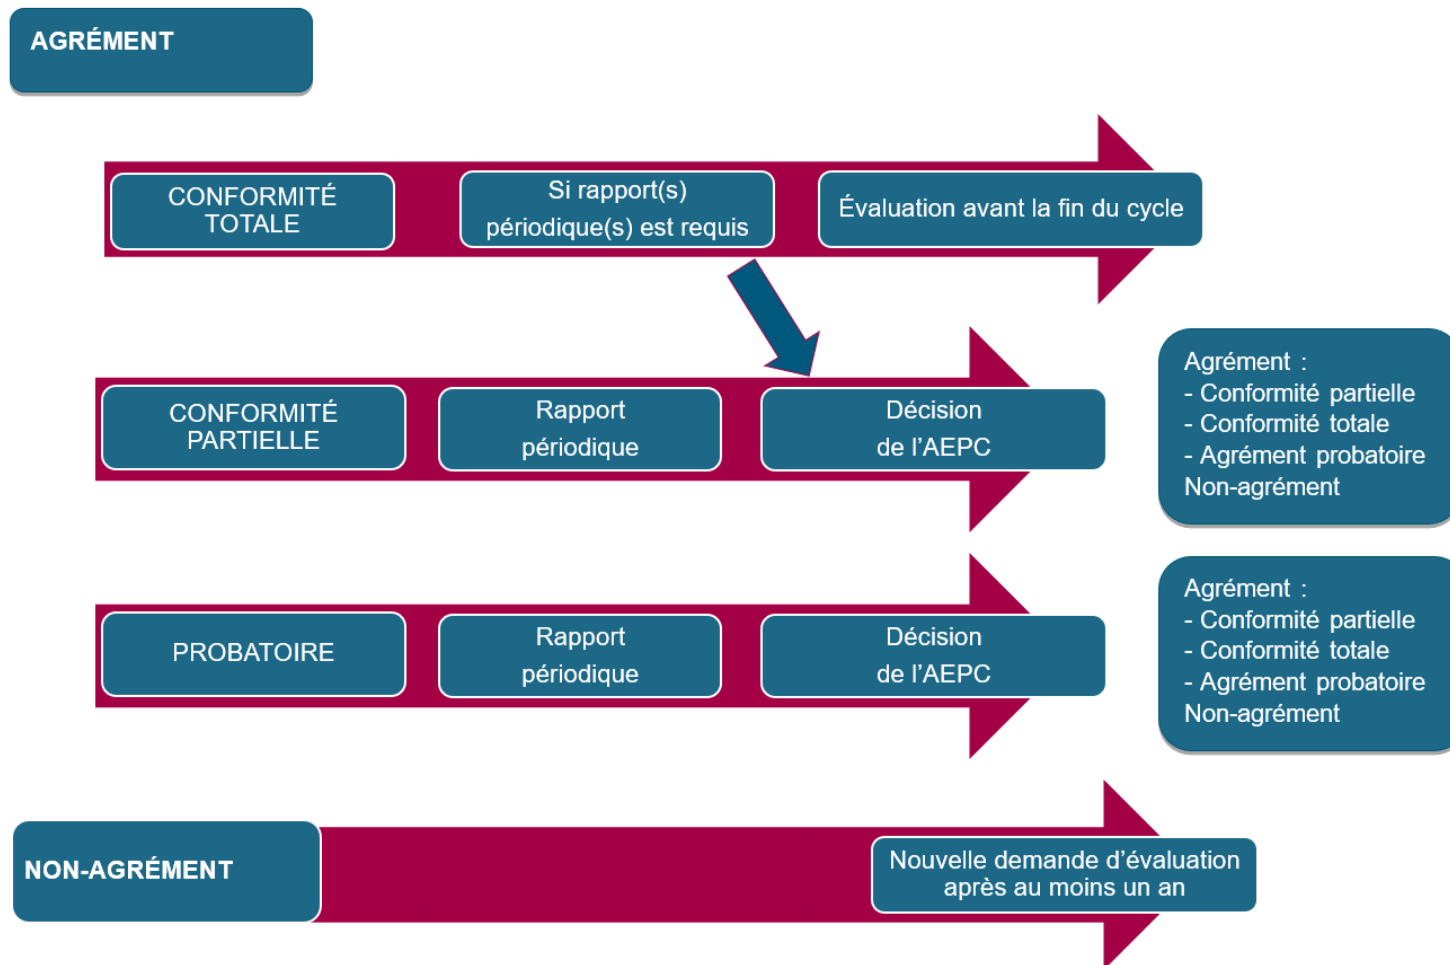 AGRÉMENT
CONFORMITÉ
TOTALE
Si rapport(s)
périodique(s) est requis
Évaluation avant la fin du cycle
CONFORMITÉ
PARTIELLE
Rapport
périodique
Décision
de l'AEPC
Agrément :
- Conformité partielle
- Conformité totale
- Agrément probatoire
Non-agrément
PROBATOIRE
Rapport
périodique
Décision
de l'AEPC
Agrément :
- Conformité partielle
- Conformité totale
- Agrément probatoire
Non-agrément
NON-AGRÉMENT
Nouvelle demande d'évaluation
après au moins un an